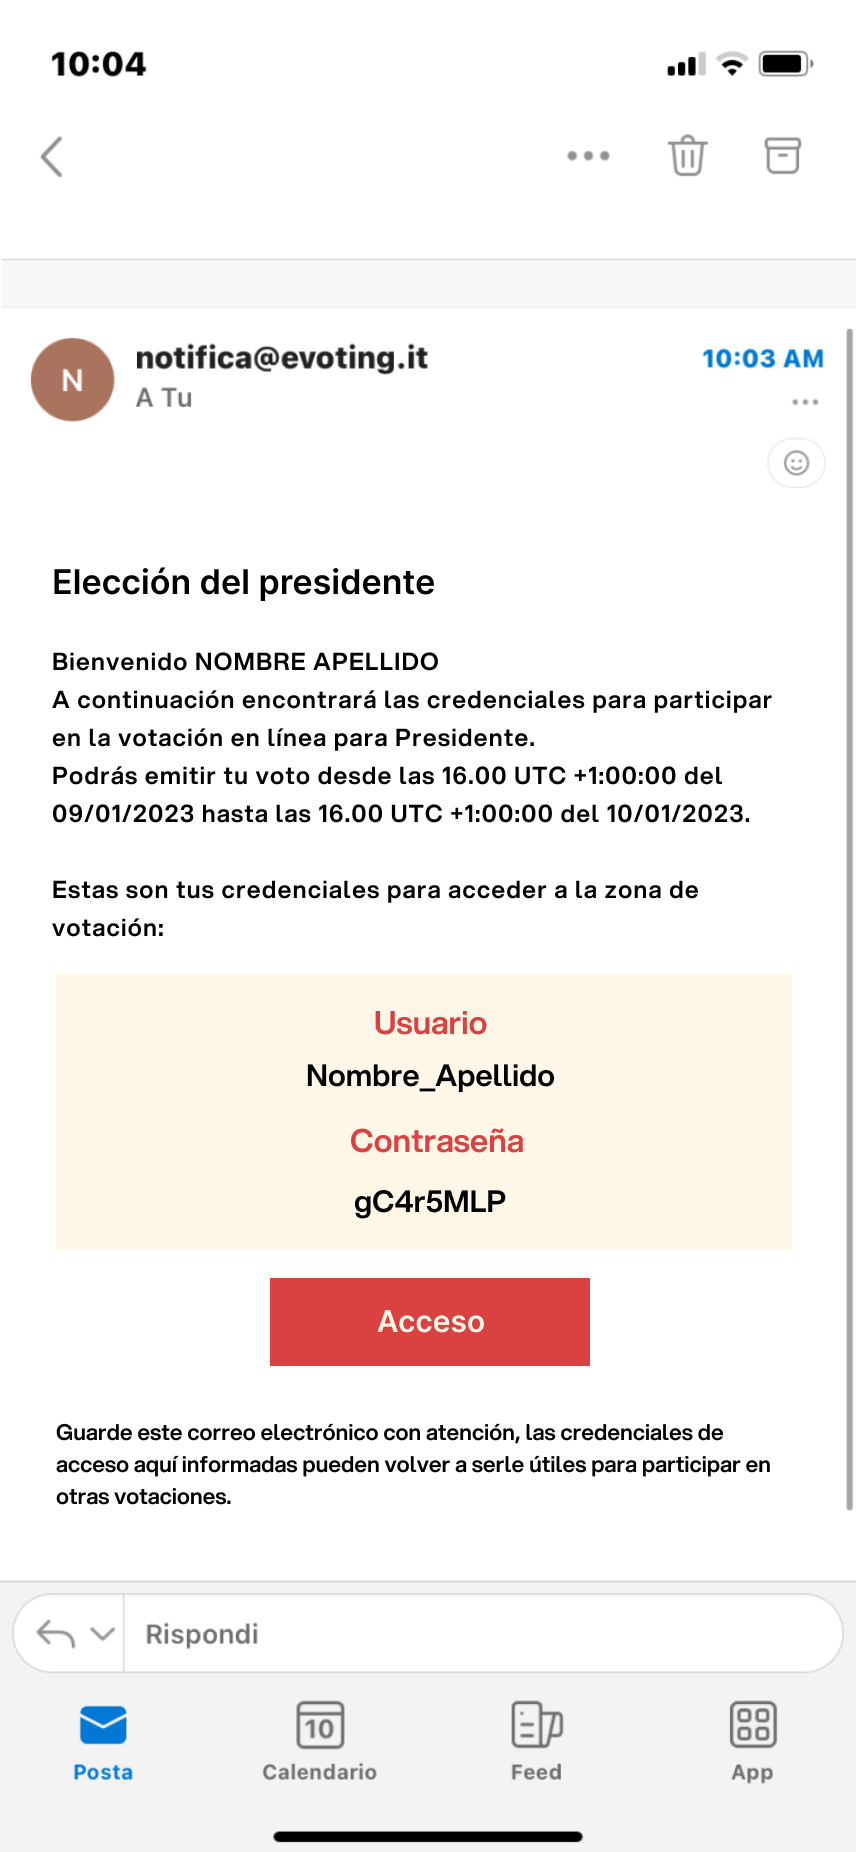 10:04
N
notifica@evoting.it
10:03 AM
A Tu
Elección del presidente
Bienvenido NOMBRE APELLIDO
A continuación encontrará las credenciales para participar
en la votación en línea para Presidente.
Podrás emitir tu voto desde las 16.00 UTC +1:00:00 del
09/01/2023 hasta las 16.00 UTC +1:00:00 del 10/01/2023.
Estas son tus credenciales para acceder a la zona de
votación:
Usuario
Nombre_Apellido
Contraseña
gC4r5MLP
Acceso
Guarde este correo electrónico con atención, las credenciales de
acceso aquí informadas pueden volver a serle útiles para participar en
otras votaciones.
Rispondi
10
Posta
Calendario
Feed
App